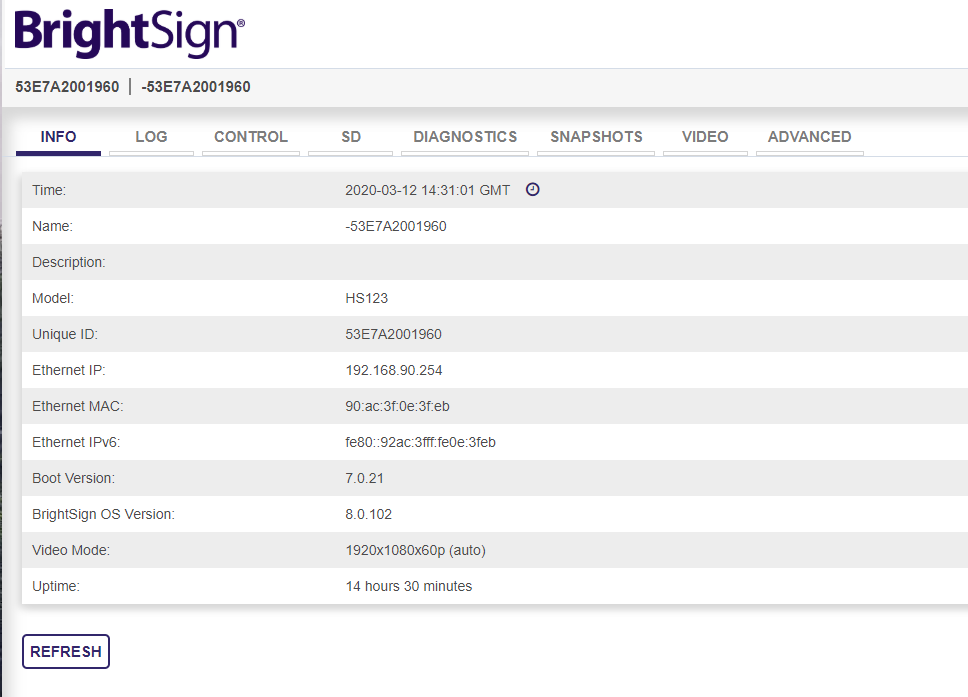 BrightSign®
53E7A2001960 | -53E7A2001960
INFO LOG CONTROL SD DIAGNOSTICS SNAPSHOTS VIDEO ADVANCED
Time: 2020-03-12 14:31:01 GMT
Name: -53E7A2001960
Description:
Model: HS123
Unique ID: 53E7A2001960
Ethernet IP: 192.168.90.254
Ethernet MAC: 90:ac:3f:0e:3f:eb
Ethernet IPv6: fe80::92ac:3fff:fe0e:3feb
Boot Version: 7.0.21
BrightSign OS Version: 8.0.102
Video Mode: 1920x1080x60p (auto)
Uptime: 14 hours 30 minutes
REFRESH